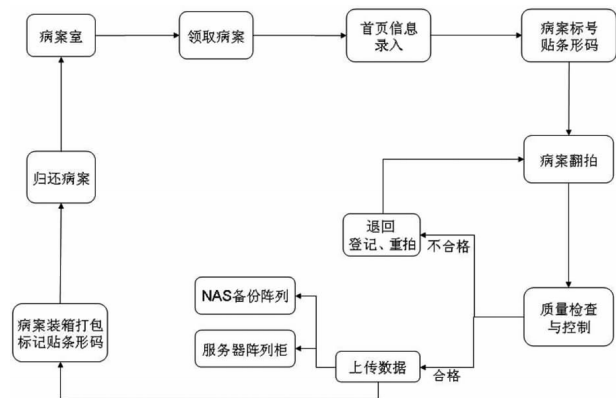 病案室
领取病案
首页信息
录入
病案标号
贴条形码
病案翻拍
归还病案
退回
登记、重拍
不合格
NAS备份阵列
质量检查
与控制
病案装箱打包
标记贴条形码
服务器阵列柜
上传数据
合格